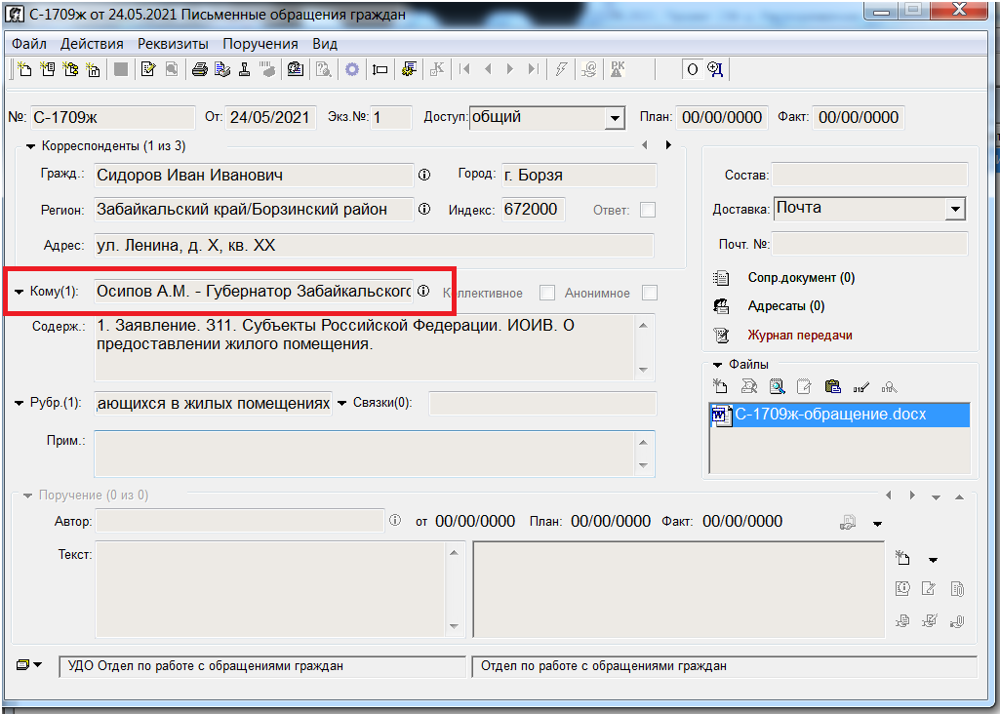 С-1709ж от 24.05.2021 Письменные обращения граждан
Файл Действия Реквизиты Поручения Вид
№: С-1709ж От: 24/05/2021 Экз.№: 1 Доступ: общий План: 00/00/0000 Факт: 00/00/0000
Корреспонденты (1 из 3)
Гражд.: Сидоров Иван Иванович Город: г. Борзя
Состав:
Регион: Забайкальский край/Борзинский район Индекс: 672000 Ответ:
Доставка: Почта
Адрес: ул. Ленина, д. X, кв. XX
Почт. №:
Кому(1): Осипов А.М. - Губернатор Забайкальского Коллективное Анонимное
Сопр.документ (0)
Адресаты (0)
Журнал передачи
Содерж.: 1. Заявление. 311. Субъекты Российской Федерации. ИОИВ. О
предоставлении жилого помещения.
Файлы
С-1709ж-обращение.docx
Рубр.(1): ающихся в жилых помещениях Связки(0):
Прим.:
Поручение (0 из 0)
Автор: от 00/00/0000 План: 00/00/0000 Факт: 00/00/0000
Текст:
УДО Отдел по работе с обращениями граждан Отдел по работе с обращениями граждан